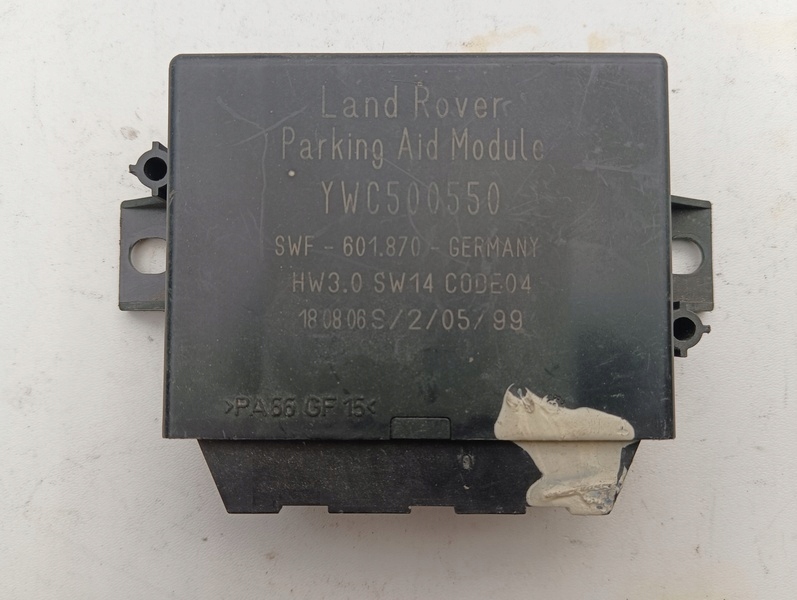 Land Rover
Parking Aid Module
YWC500550
SWF - 601.870 - GERMANY
HW3.0 SW14 CODE04
18 08 06 S/2/05/99
>PA66 GF 15<